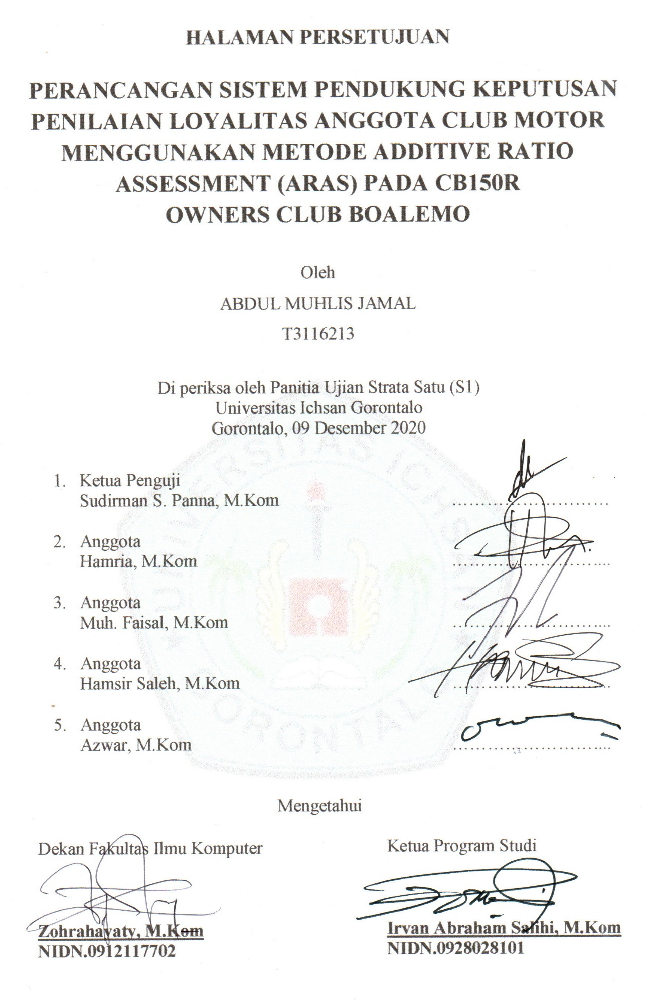 HALAMAN PERSETUJUAN
PERANCANGAN SISTEM PENDUKUNG KEPUTUSAN
PENILAIAN LOYALITAS ANGGOTA CLUB MOTOR
MENGGUNAKAN METODE ADDITIVE RATIO
ASSESSMENT (ARAS) PADA CB150R
OWNERS CLUB BOALEMO
Oleh
ABDUL MUHLIS JAMAL
T3116213
Di periksa oleh Panitia Ujian Strata Satu (S1)
Universitas Ichsan Gorontalo
Gorontalo, 09 Desember 2020
UNIVERSITAS ICHSAN
GORONTALO
1. Ketua Penguji
Sudirman S. Panna, M.Kom
2. Anggota
Hamria, M.Kom
3. Anggota
Muh. Faisal, M.Kom
4. Anggota
Hamsir Saleh, M.Kom
5. Anggota
Azwar, M.Kom
Mengetahui
Dekan Fakultas Ilmu Komputer
Zohrahayaty, M.Kom
NIDN.0912117702
Ketua Program Studi
Irvan Abraham Salihi, M.Kom
NIDN.0928028101